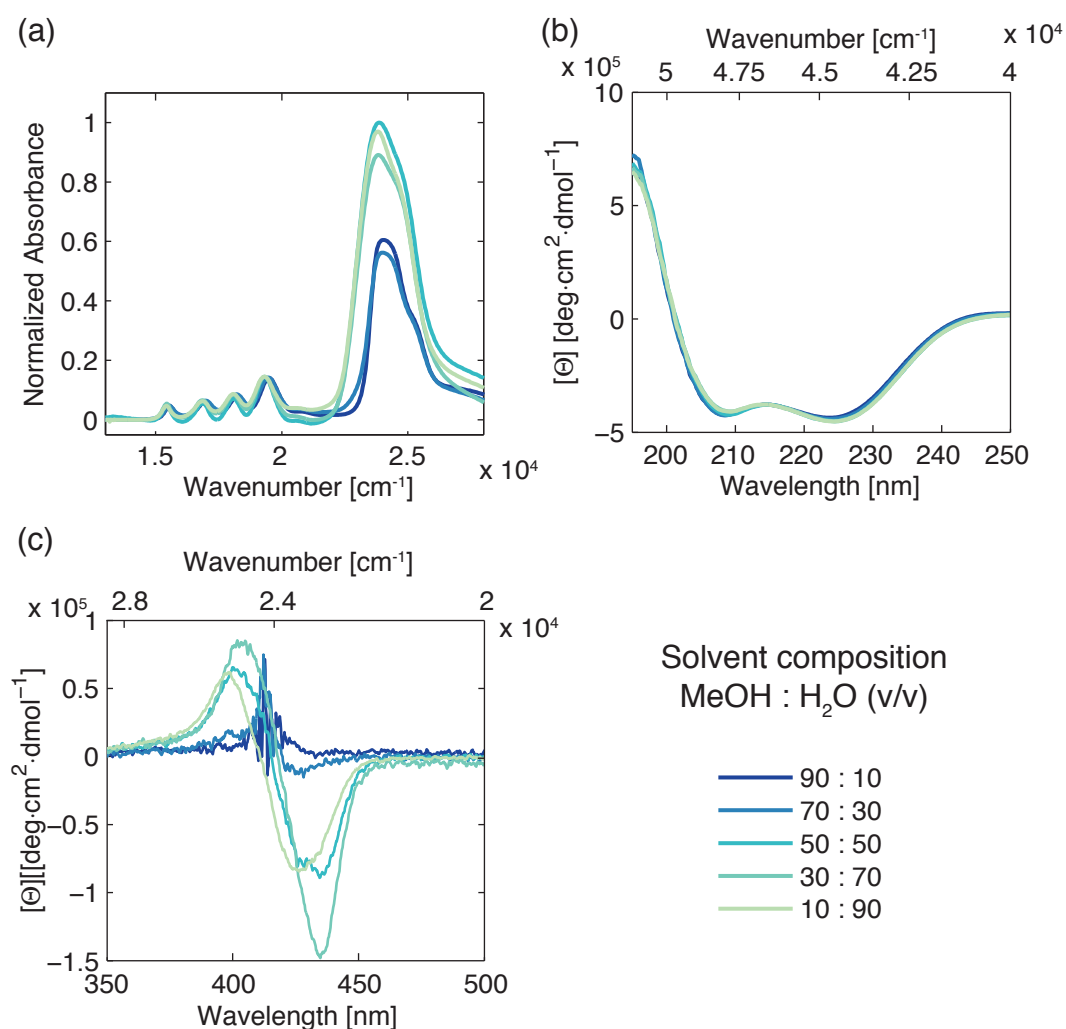 (a)
Normalized Absorbance
1
0.8
0.6
0.4
0.2
0
1.5 2 2.5
x 10⁴
Wavenumber [cm⁻¹]
(b)
Wavenumber [cm⁻¹]
x 10⁴
x 10⁵
5 4.75 4.5 4.25 4
[Θ] [deg·cm²·dmol⁻¹]
10
5
0
−5
200 210 220 230 240 250
Wavelength [nm]
(c)
Wavenumber [cm⁻¹]
x 10⁵
2.8 2.4 2
x 10⁴
[Θ][[deg·cm²·dmol⁻¹]
1
0.5
0
−0.5
−1
−1.5
350 400 450 500
Wavelength [nm]
Solvent composition
MeOH : H₂O (v/v)
90 : 10
70 : 30
50 : 50
30 : 70
10 : 90